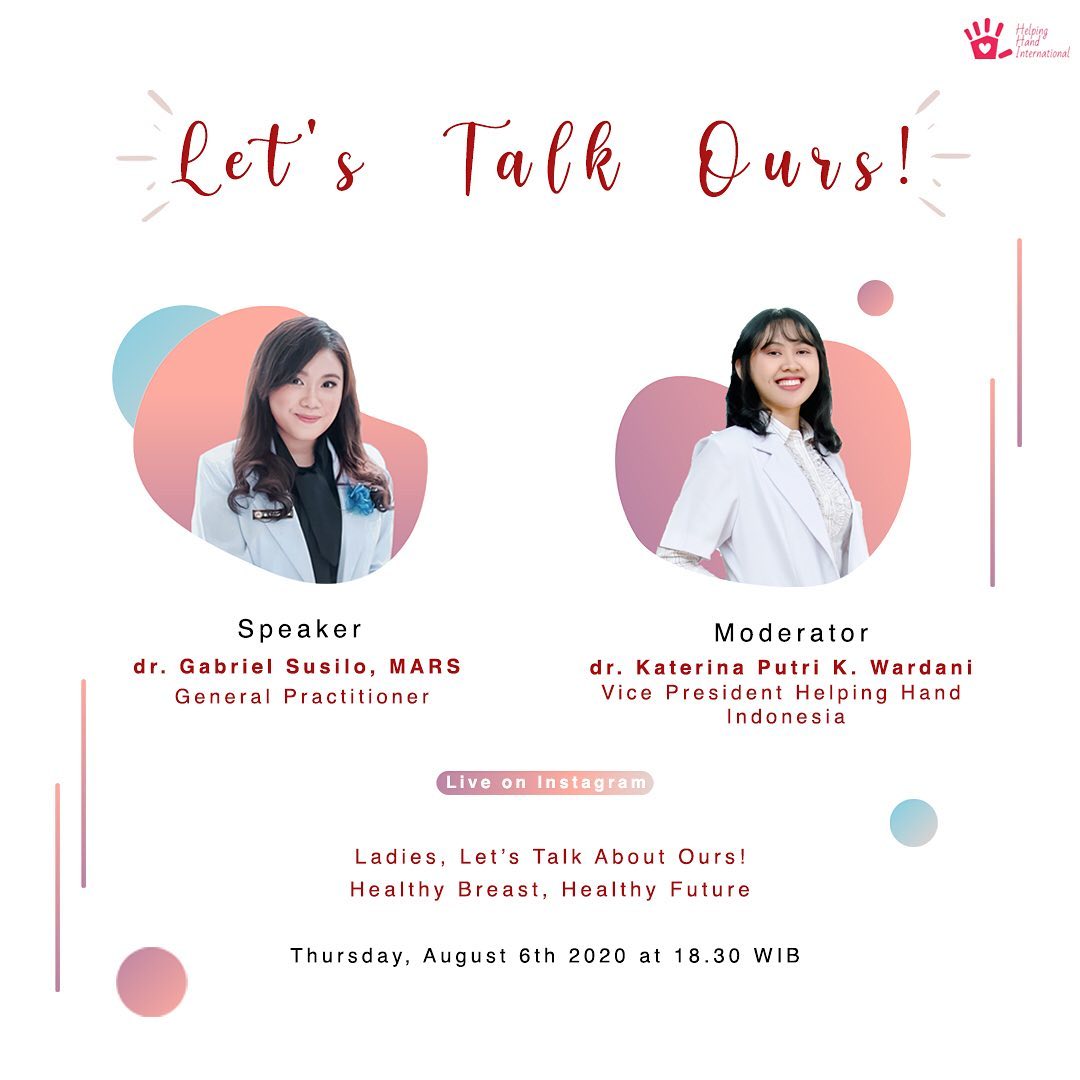 Helping
Hand
International
Let's Talk Ours!
Speaker
dr. Gabriel Susilo, MARS
General Practitioner
Moderator
dr. Katerina Putri K. Wardani
Vice President Helping Hand
Indonesia
Live on Instagram
Ladies, Let’s Talk About Ours!
Healthy Breast, Healthy Future
Thursday, August 6th 2020 at 18.30 WIB